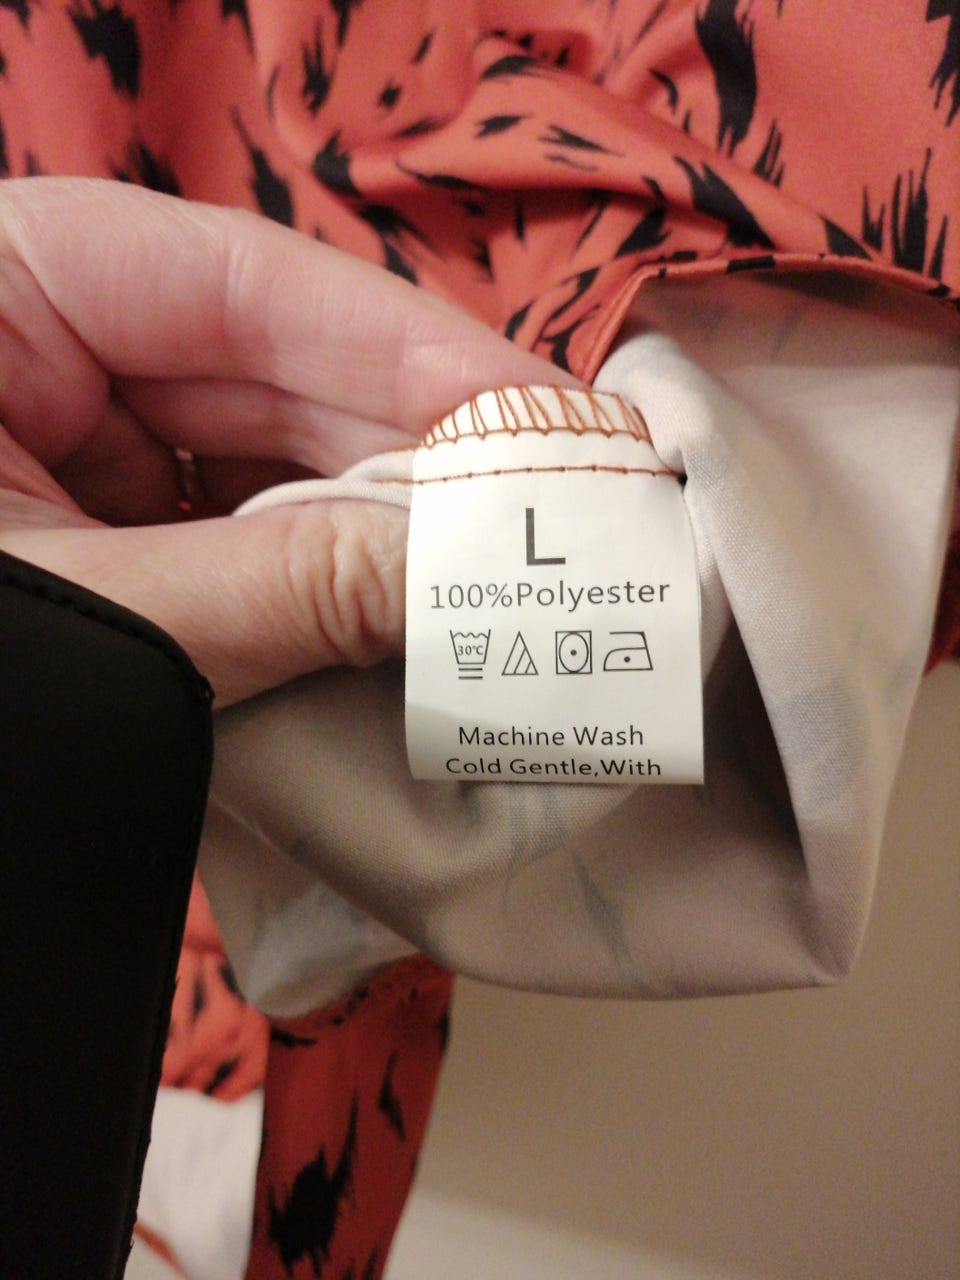 L
100%Polyester
30°C
Machine Wash
Cold Gentle,With